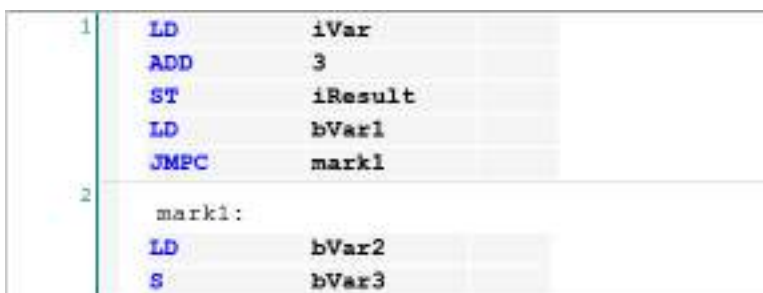 1 LD iVar
ADD 3
ST iResult
LD bVar1
JMPC mark1
2
mark1:
LD bVar2
S bVar3